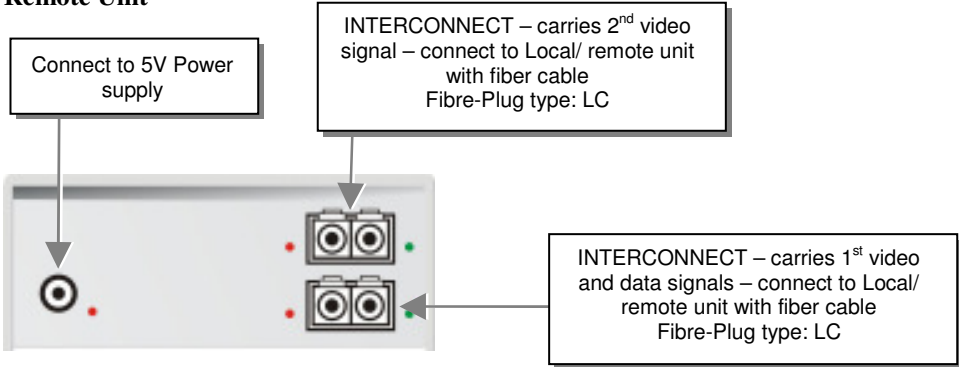 Remote Unit
INTERCONNECT – carries 2nd video
signal – connect to Local/ remote unit
with fiber cable
Fibre-Plug type: LC
Connect to 5V Power
supply
INTERCONNECT – carries 1st video
and data signals – connect to Local/
remote unit with fiber cable
Fibre-Plug type: LC